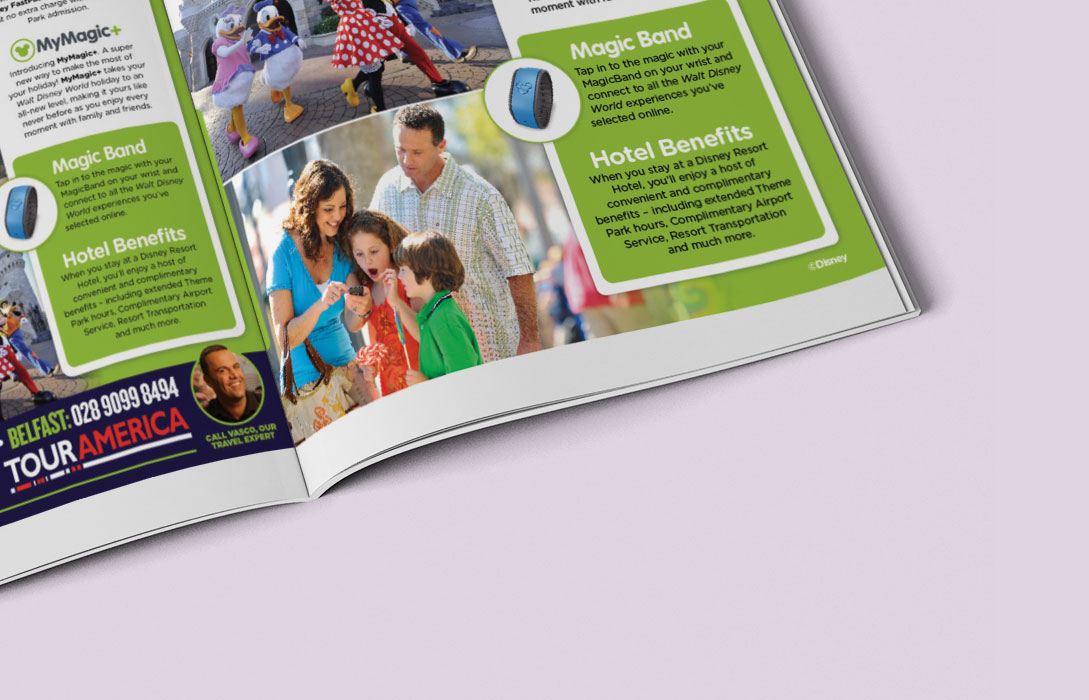 no extra charge
Park admission.
MyMagic+
Introducing MyMagic+. A super
new way to make the most of
your holiday! MyMagic+ takes your
Walt Disney World holiday to an
all-new level, making it yours like
never before as you enjoy every
moment with family and friends.
Magic Band
Tap in to the magic with your
MagicBand on your wrist and
connect to all the Walt Disney
World experiences you've
selected online.
Hotel Benefits
When you stay at a Disney Resort
Hotel, you'll enjoy a host of
convenient and complimentary
benefits – including extended Theme
Park hours, Complimentary Airport
Service, Resort Transportation
and much more.
BELFAST: 028 9099 8494
TOUR AMERICA
CALL VASCO, OUR
TRAVEL EXPERT
moment with
Magic Band
Tap in to the magic with your
MagicBand on your wrist and
connect to all the Walt Disney
World experiences you've
selected online.
Hotel Benefits
When you stay at a Disney Resort
Hotel, you'll enjoy a host of
convenient and complimentary
benefits – including extended Theme
Park hours, Complimentary Airport
Service, Resort Transportation
and much more.
©Disney